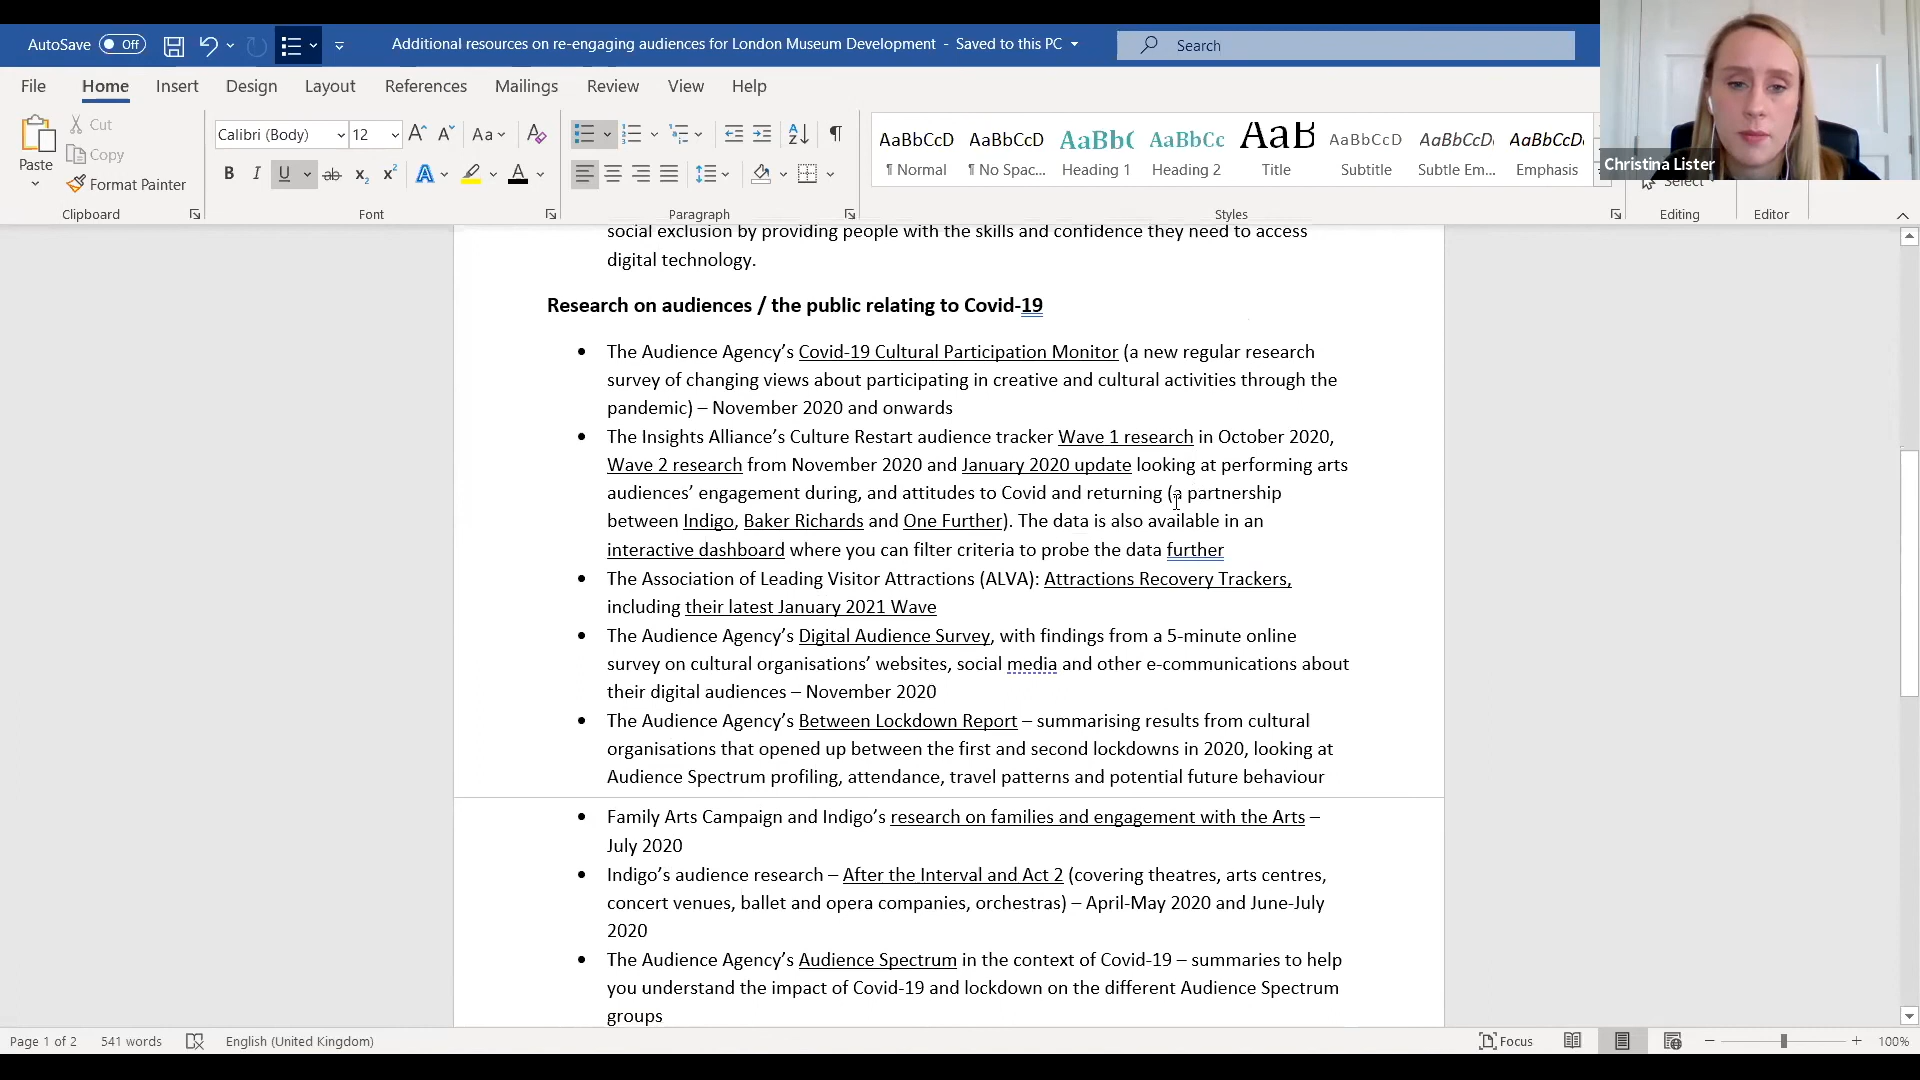 AutoSave Off
Additional resources on re-engaging audiences for London Museum Development - Saved to this PC
Search
File Home Insert Design Layout References Mailings Review View Help
Paste
Cut
Copy
Format Painter
Clipboard
Calibri (Body) 12
Aa
B I U ab x₂ x² A A
Font
Paragraph
AaBbCcD AaBbCcD AaBb( AaBbCc AaB AaBbCcD AaBbCcD. AaBbCcD.
¶ Normal ¶ No Spac... Heading 1 Heading 2 Title Subtitle Subtle Em... Emphasis
Styles
Select
Editing
Editor
Christina Lister
social exclusion by providing people with the skills and confidence they need to access
digital technology.
Research on audiences / the public relating to Covid-19
• The Audience Agency’s Covid-19 Cultural Participation Monitor (a new regular research
survey of changing views about participating in creative and cultural activities through the
pandemic) – November 2020 and onwards
• The Insights Alliance’s Culture Restart audience tracker Wave 1 research in October 2020,
Wave 2 research from November 2020 and January 2020 update looking at performing arts
audiences’ engagement during, and attitudes to Covid and returning (a partnership
between Indigo, Baker Richards and One Further). The data is also available in an
interactive dashboard where you can filter criteria to probe the data further
• The Association of Leading Visitor Attractions (ALVA): Attractions Recovery Trackers,
including their latest January 2021 Wave
• The Audience Agency’s Digital Audience Survey, with findings from a 5-minute online
survey on cultural organisations’ websites, social media and other e-communications about
their digital audiences – November 2020
• The Audience Agency’s Between Lockdown Report – summarising results from cultural
organisations that opened up between the first and second lockdowns in 2020, looking at
Audience Spectrum profiling, attendance, travel patterns and potential future behaviour
• Family Arts Campaign and Indigo’s research on families and engagement with the Arts –
July 2020
• Indigo’s audience research – After the Interval and Act 2 (covering theatres, arts centres,
concert venues, ballet and opera companies, orchestras) – April-May 2020 and June-July
2020
• The Audience Agency’s Audience Spectrum in the context of Covid-19 – summaries to help
you understand the impact of Covid-19 and lockdown on the different Audience Spectrum
groups
Page 1 of 2 541 words English (United Kingdom) Focus 100%